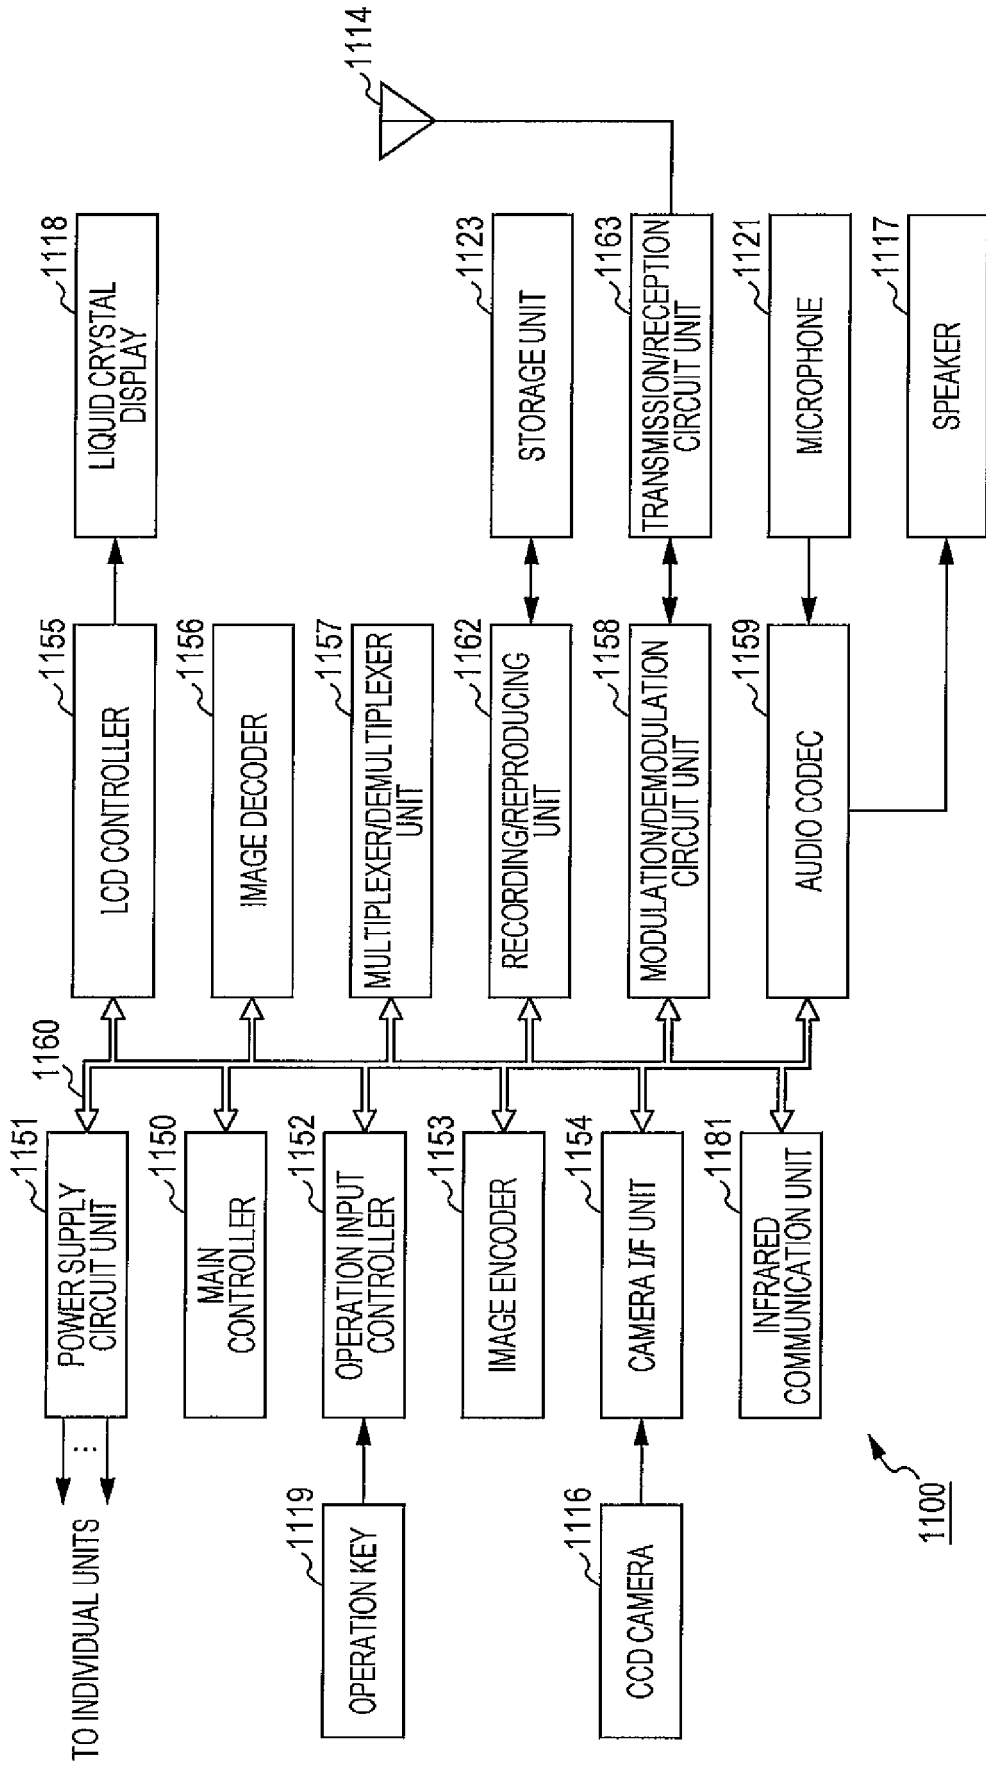 1100
TO INDIVIDUAL UNITS
...
1151
POWER SUPPLY
CIRCUIT UNIT
1160
1155
LCD CONTROLLER
1118
LIQUID CRYSTAL
DISPLAY
1150
MAIN
CONTROLLER
1156
IMAGE DECODER
1119
OPERATION KEY
1152
OPERATION INPUT
CONTROLLER
1157
MULTIPLEXER/DEMULTIPLEXER
UNIT
1114
1153
IMAGE ENCODER
1162
RECORDING/REPRODUCING
UNIT
1123
STORAGE UNIT
1116
CCD CAMERA
1154
CAMERA I/F UNIT
1158
MODULATION/DEMODULATION
CIRCUIT UNIT
1163
TRANSMISSION/RECEPTION
CIRCUIT UNIT
1181
INFRARED
COMMUNICATION UNIT
1159
AUDIO CODEC
1121
MICROPHONE
1117
SPEAKER